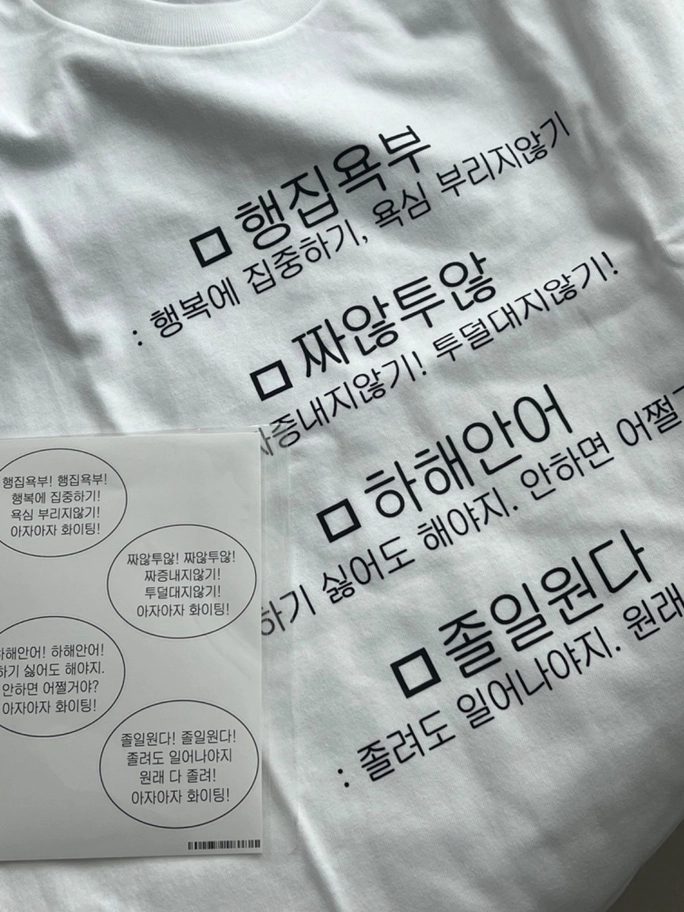 행집욕부
: 행복에 집중하기, 욕심 부리지않기
짜않투않
짜증내지않기! 투덜대지않기!
하해안어
하기 싫어도 해야지. 안하면 어쩔
졸일원다
: 졸려도 일어나야지. 원래
행집욕부! 행집욕부!
행복에 집중하기!
욕심 부리지않기!
아자아자 화이팅!
짜않투않! 짜않투않!
짜증내지않기!
투덜대지않기!
아자아자 화이팅!
하해안어! 하해안어!
하기 싫어도 해야지.
안하면 어쩔거야?
아자아자 화이팅!
졸일원다! 졸일원다!
졸려도 일어나야지
원래 다 졸려!
아자아자 화이팅!